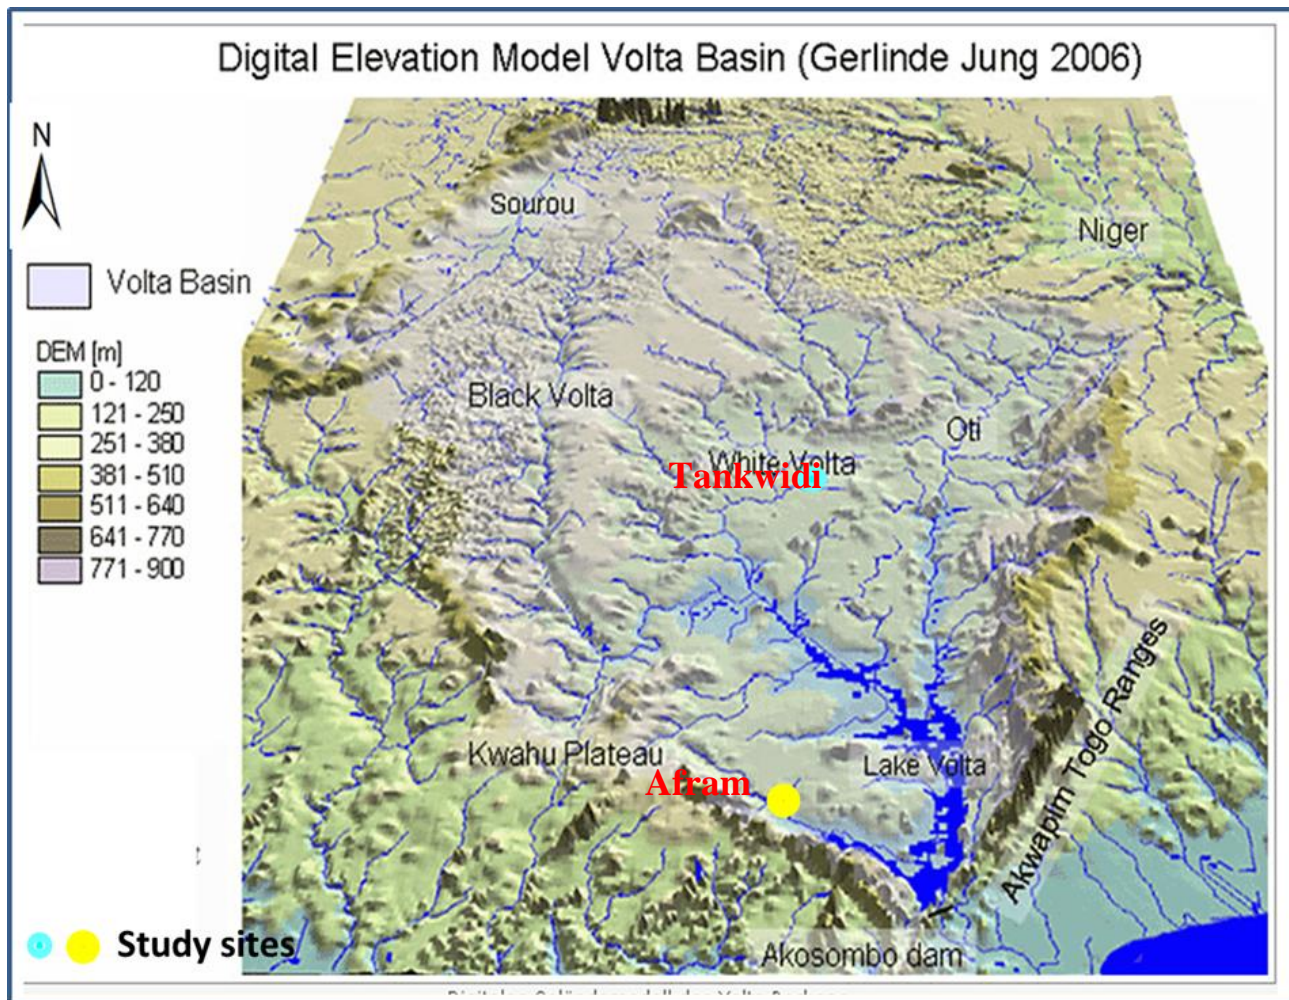 Digital Elevation Model Volta Basin (Gerlinde Jung 2006)
N
Volta Basin
DEM [m]
0 - 120
121 - 250
251 - 380
381 - 510
511 - 640
641 - 770
771 - 900
Sourou
Niger
Black Volta
Oti
White Volta
Tankwidi
Kwahu Plateau
Afram
Lake Volta
Akwapim Togo Ranges
Akosombo dam
Study sites